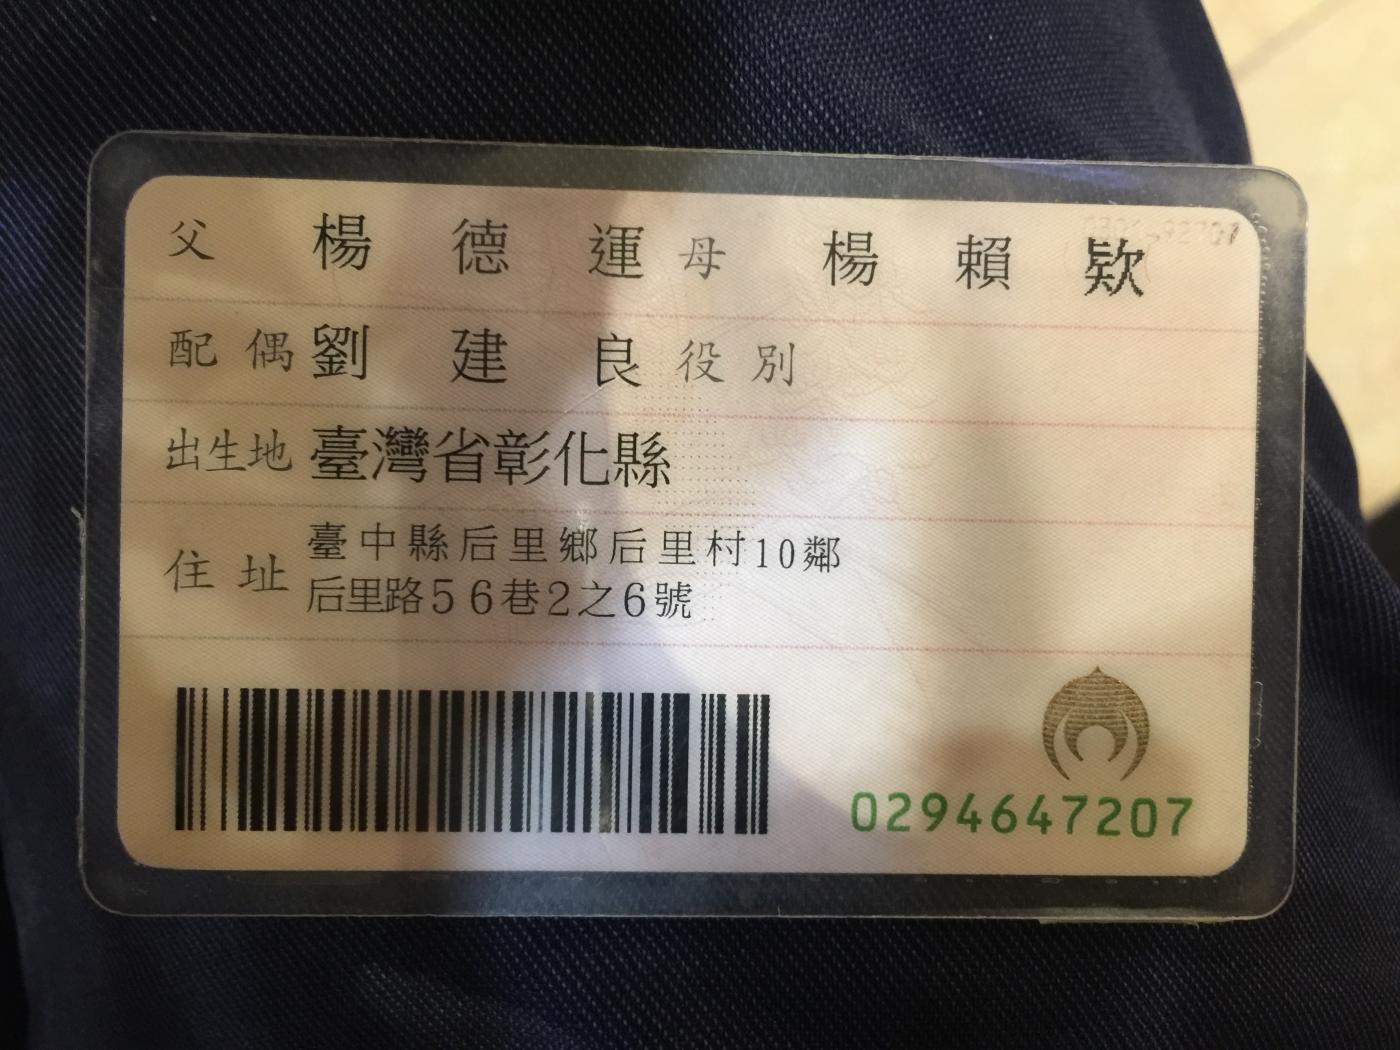 父 楊德運 母 楊賴欵
配偶 劉建良 役別
出生地 臺灣省彰化縣
住址 臺中縣后里鄉后里村10鄰
后里路56巷2之6號
0294647207